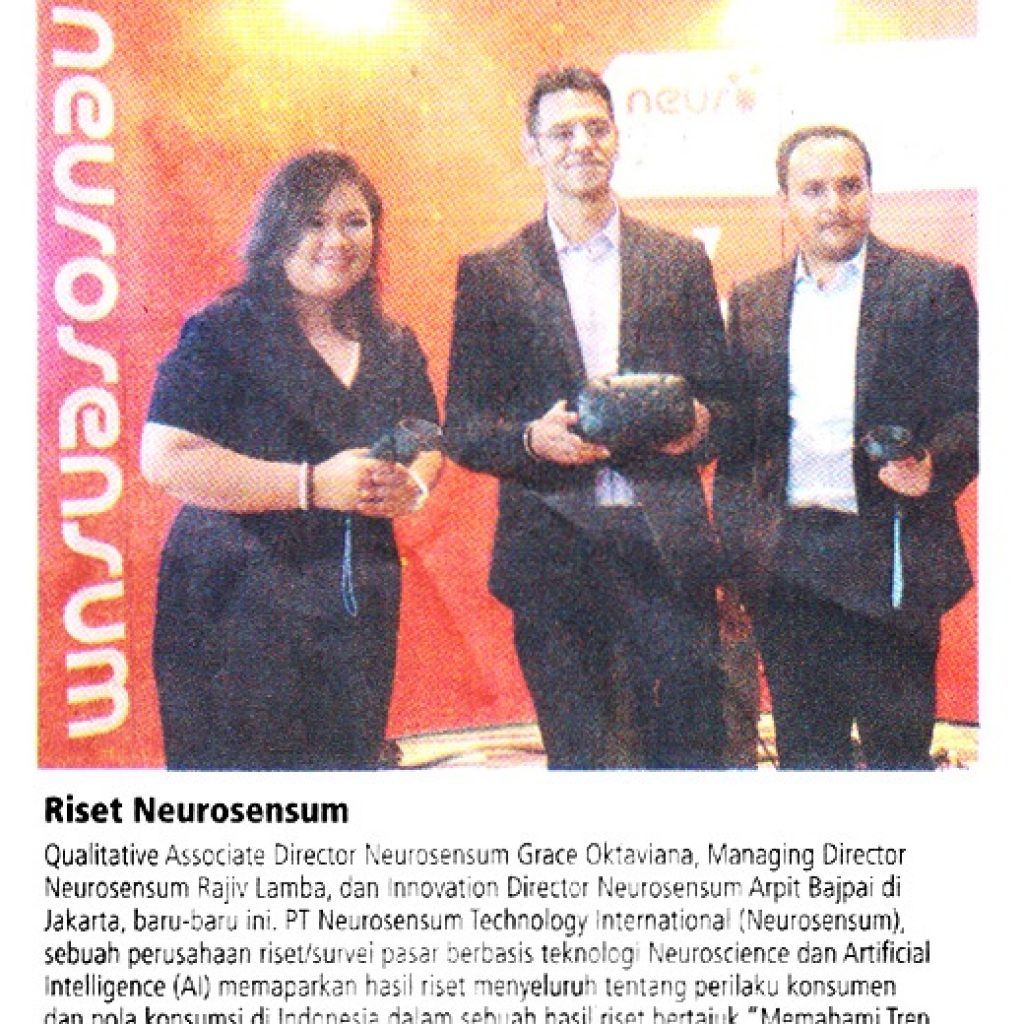 neurosensum
neuro
Riset Neurosensum
Qualitative Associate Director Neurosensum Grace Oktaviana, Managing Director
Neurosensum Rajiv Lamba, dan Innovation Director Neurosensum Arpit Bajpai di
Jakarta, baru-baru ini. PT Neurosensum Technology International (Neurosensum),
sebuah perusahaan riset/survei pasar berbasis teknologi Neuroscience dan Artificial
Intelligence (AI) memaparkan hasil riset menyeluruh tentang perilaku konsumen
dan pola konsumsi di Indonesia dalam sebuah hasil riset bertajuk "Memahami Tren